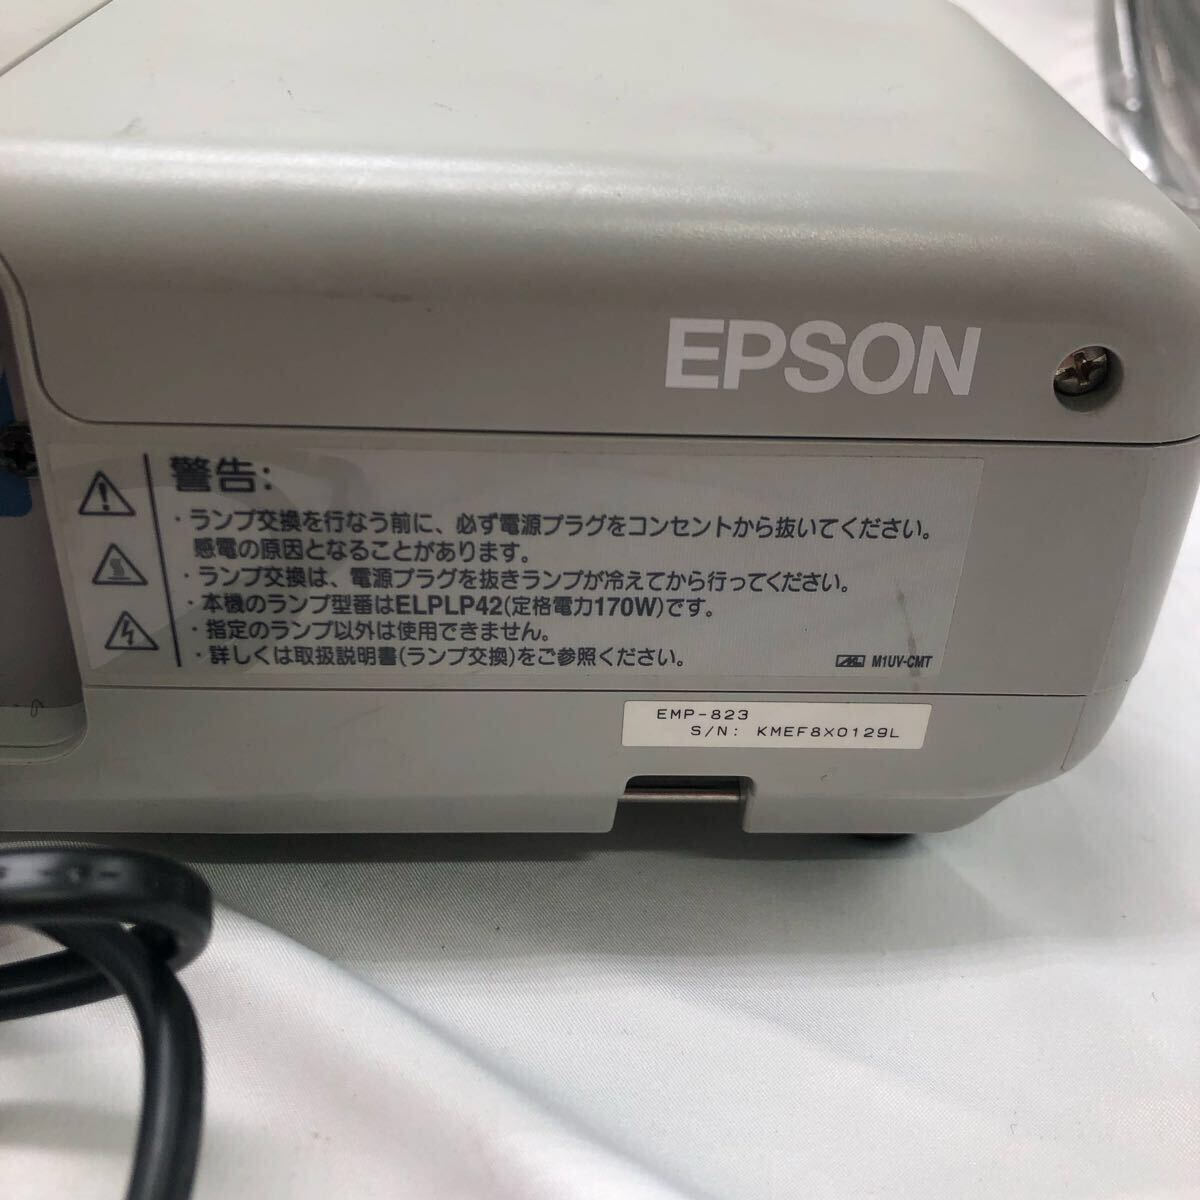 EPSON
警告:
・ランプ交換を行なう前に、必ず電源プラグをコンセントから抜いてください。
感電の原因となることがあります。
・ランプ交換は、電源プラグを抜きランプが冷えてから行ってください。
・本機のランプ型番はELPLP42(定格電力170W)です。
・指定のランプ以外は使用できません。
・詳しくは取扱説明書(ランプ交換)をご参照ください。
M1UV-CMT
EMP-823
S/N: KMEF8X0129L